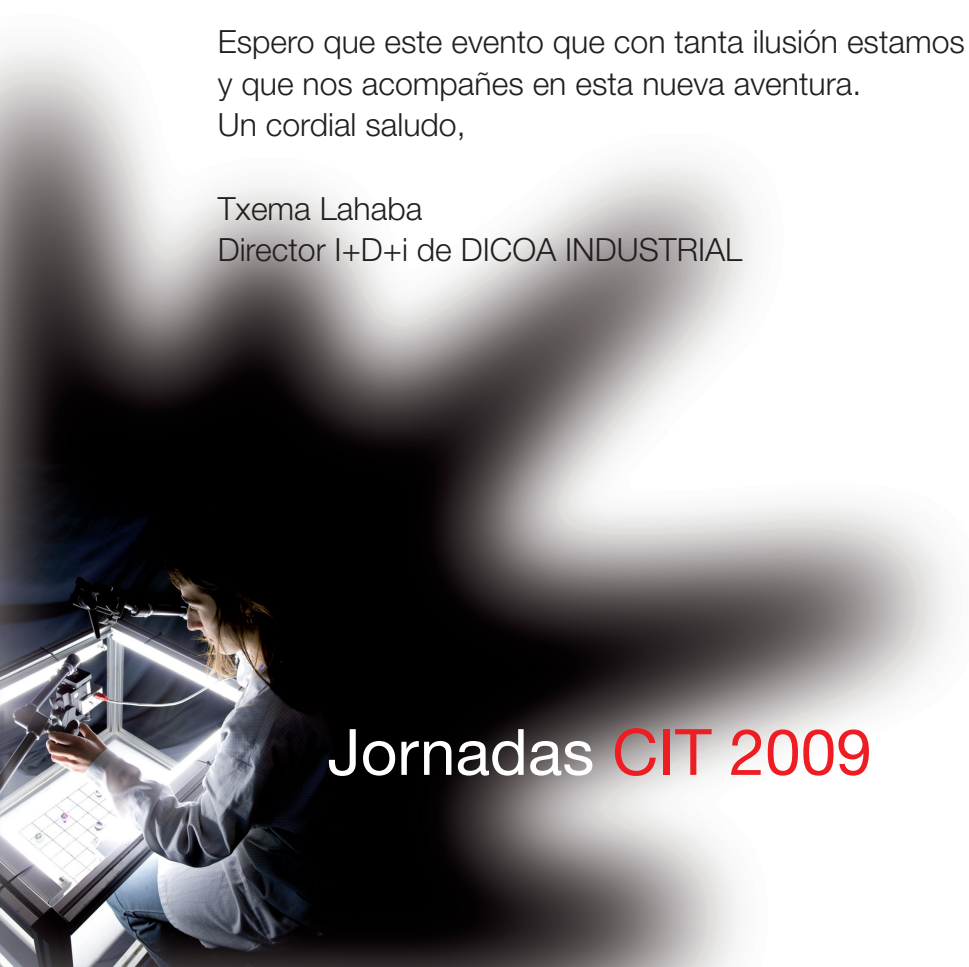 Espero que este evento que con tanta ilusión estamos
y que nos acompañes en esta nueva aventura.
Un cordial saludo,
Txema Lahaba
Director I+D+i de DICOA INDUSTRIAL
Jornadas CIT 2009